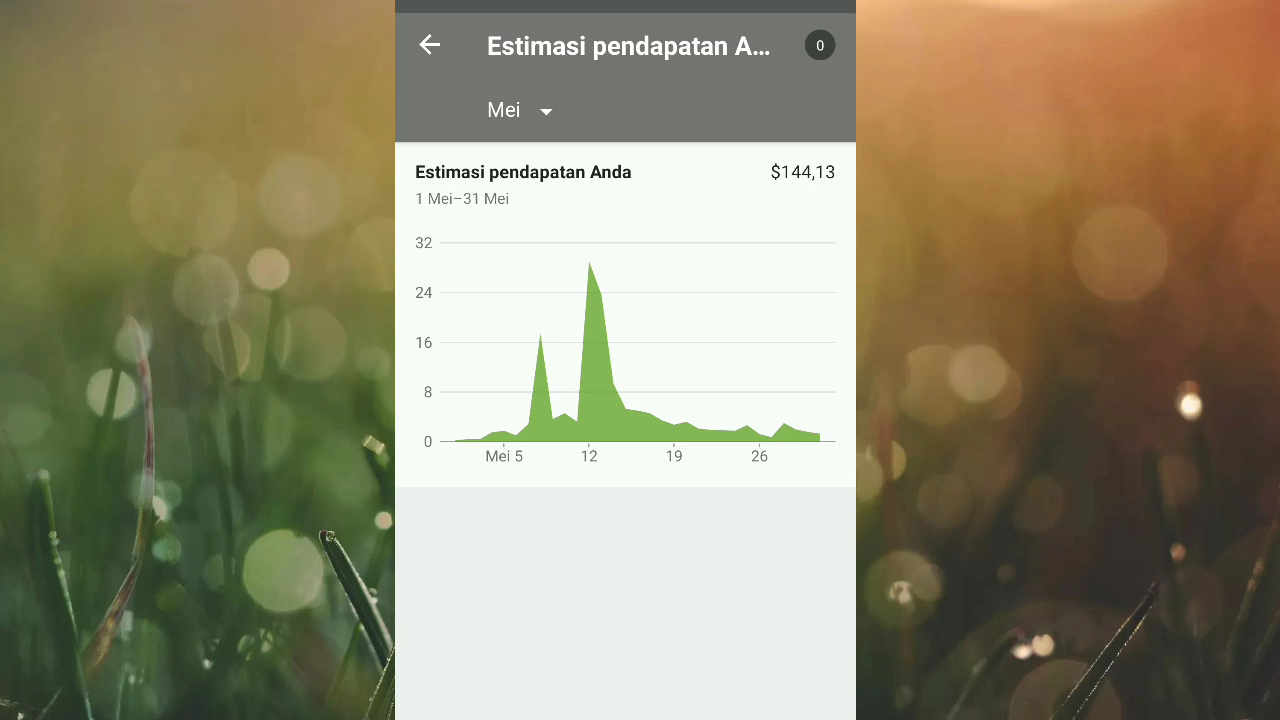 Estimasi pendapatan A...
0
Mei
Estimasi pendapatan Anda
$144,13
1 Mei–31 Mei
32
24
16
8
0
Mei 5
12
19
26